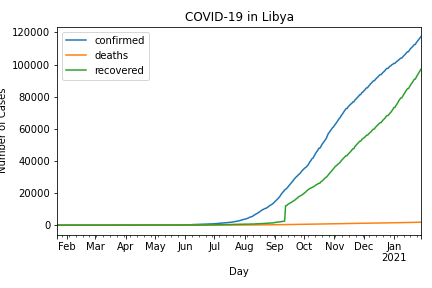 COVID-19 in Libya
confirmed
deaths
recovered
120000
100000
80000
60000
40000
20000
0
Number of Cases
Feb Mar Apr May Jun Jul Aug Sep Oct Nov Dec Jan
2021
Day